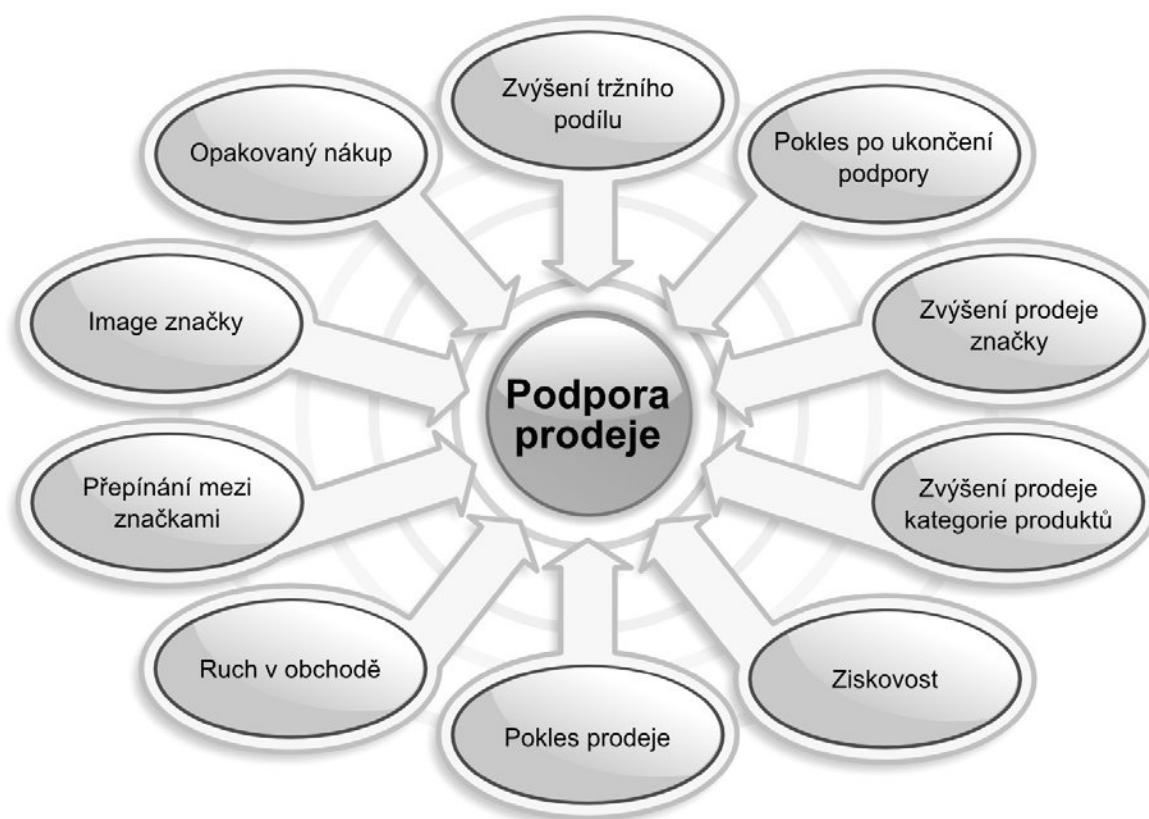 Zvýšení tržního
podílu
Pokles po ukončení
podpory
Opakovaný nákup
Image značky
Zvýšení prodeje
značky
Podpora
prodeje
Přepínání mezi
značkami
Zvýšení prodeje
kategorie produktů
Ruch v obchodě
Ziskovost
Pokles prodeje